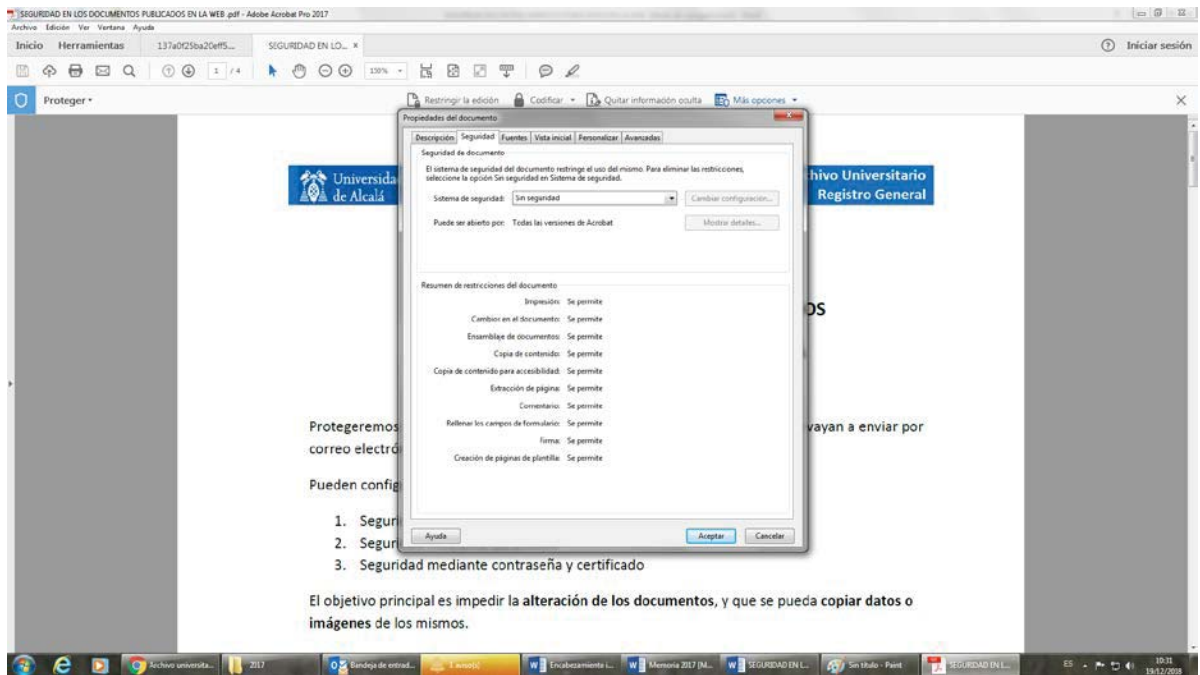 SEGURIDAD EN LOS DOCUMENTOS PUBLICADOS EN LA WEB .pdf - Adobe Acrobat Pro 2017
Archivo Edición Ver Ventana Ayuda
Inicio Herramientas 137a0f25ba20eff5... SEGURIDAD EN LO... × Iniciar sesión
1 / 4 150%
Proteger Restringir la edición Codificar Quitar información oculta Más opciones
Propiedades del documento
Descripción Seguridad Fuentes Vista inicial Personalizar Avanzadas
Seguridad de documento
El sistema de seguridad del documento restringe el uso del mismo. Para eliminar las restricciones,
seleccione la opción Sin seguridad en Sistema de seguridad.
Sistema de seguridad: Sin seguridad Cambiar configuración...
Puede ser abierto por: Todas las versiones de Acrobat Mostrar detalles...
Resumen de restricciones del documento
Impresión: Se permite
Cambios en el documento: Se permite
Ensamblaje de documentos: Se permite
Copia de contenido: Se permite
Copia de contenido para accesibilidad: Se permite
Extracción de página: Se permite
Comentario: Se permite
Rellenar los campos de formulario: Se permite
Firma: Se permite
Creación de páginas de plantilla: Se permite
Ayuda Aceptar Cancelar
Universida
de Alcalá
hivo Universitario
Registro General
OS
Protegeremos vayan a enviar por
correo electró
Pueden config
1. Seguri
2. Seguri
3. Seguridad mediante contraseña y certificado
El objetivo principal es impedir la alteración de los documentos, y que se pueda copiar datos o
imágenes de los mismos.
Archivo universita... 2017 Bandeja de entrad... 1 aviso(s) Encabezamiento i... Memoria 2017 [M... SEGURIDAD EN L... Sin título - Paint SEGURIDAD EN L... ES 10:31
19/12/2018